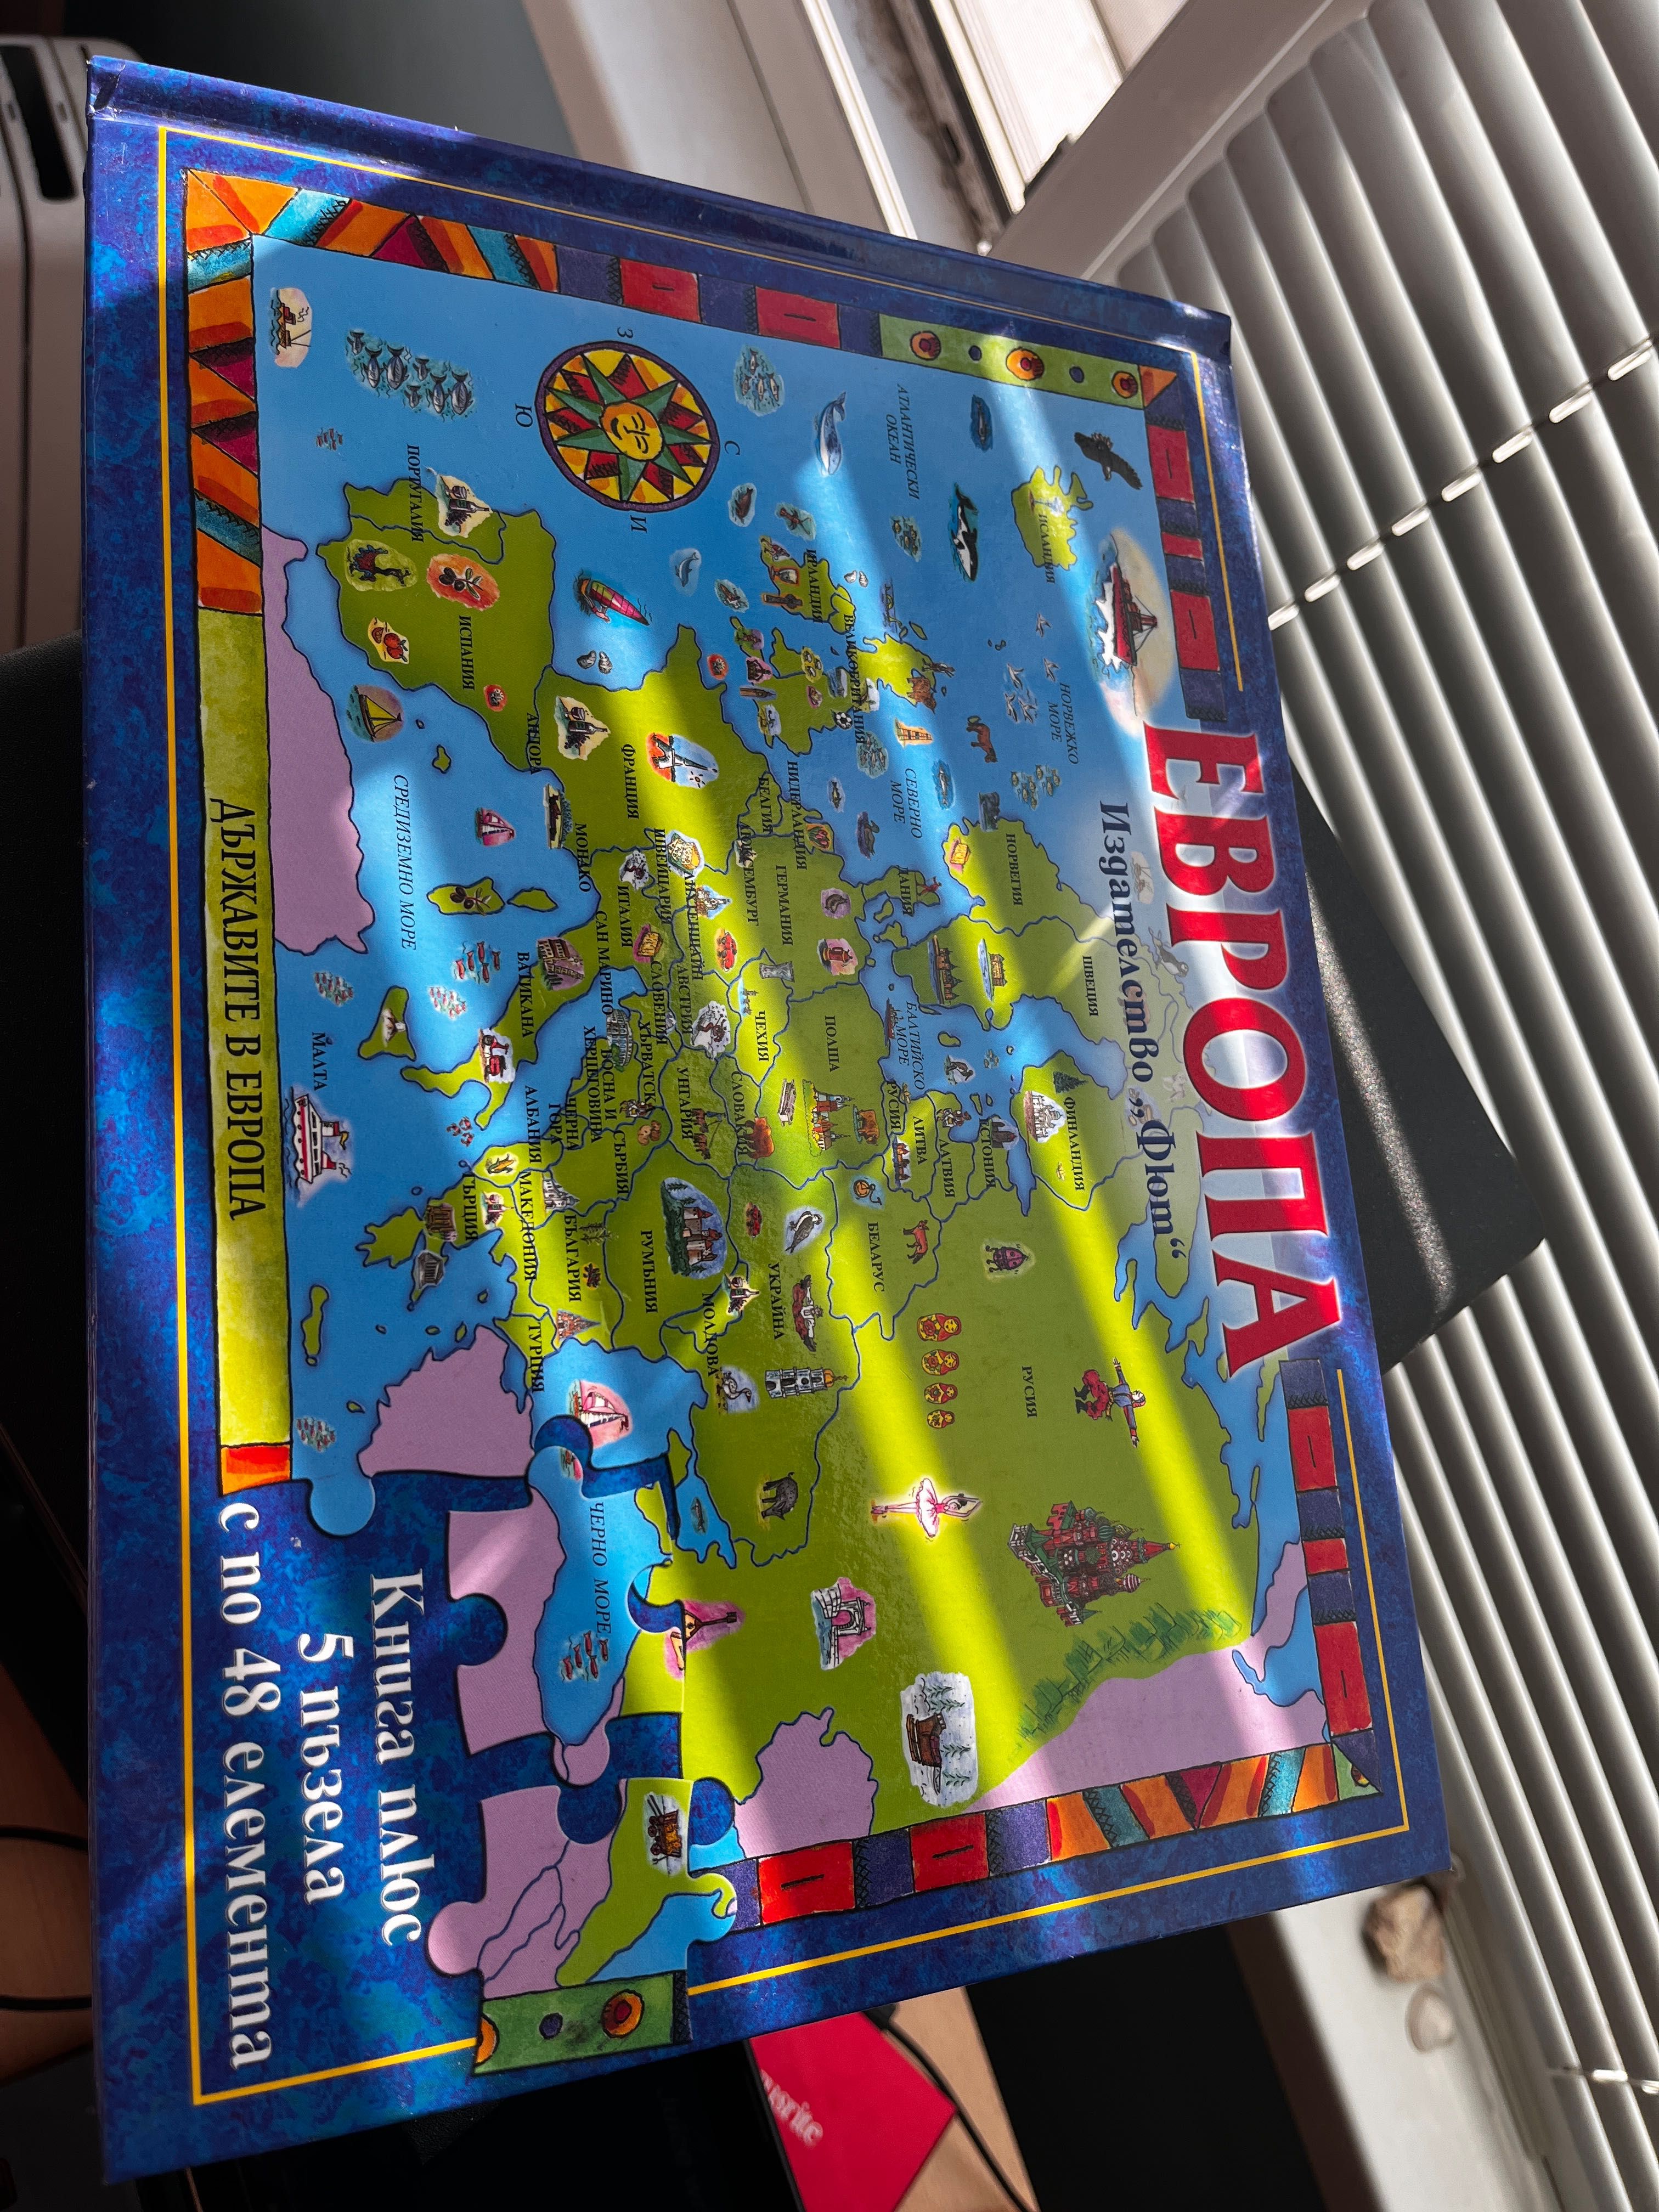 ЕВРОПА
Издателство „Фют“
ИСЛАНДИЯ
АТЛАНТИЧЕСКИ
ОКЕАН
НОРВЕЖКО
МОРЕ
ШВЕЦИЯ
НОРВЕГИЯ
ФИНЛАНДИЯ
РУСИЯ
СЕВЕРНО
МОРЕ
ДАНИЯ
БАЛТИЙСКО
МОРЕ
ЕСТОНИЯ
ЛАТВИЯ
ЛИТВА
РУСИЯ
БЕЛАРУС
ИРЛАНДИЯ
ВЕЛИКОБРИТАНИЯ
НИДЕРЛАНДИЯ
БЕЛГИЯ
ЛЮКСЕМБУРГ
ГЕРМАНИЯ
ПОЛША
ЧЕХИЯ
СЛОВАКИЯ
УКРАЙНА
МОЛДОВА
С
З
И
Ю
ФРАНЦИЯ
ШВЕЙЦАРИЯ
ЛИХТЕНЩАЙН
АВСТРИЯ
УНГАРИЯ
РУМЪНИЯ
ИТАЛИЯ
СЛОВЕНИЯ
ХЪРВАТСКА
САН МАРИНО
БОСНА И
ХЕРЦЕГОВИНА
СЪРБИЯ
МОНАКО
ЧЕРНА
ГОРА
БЪЛГАРИЯ
ЧЕРНО МОРЕ
АНДОРА
ВАТИКАНА
АЛБАНИЯ
МАКЕДОНИЯ
ТУРЦИЯ
ПОРТУГАЛИЯ
ИСПАНИЯ
ГЪРЦИЯ
СРЕДИЗЕМНО МОРЕ
МАЛТА
ДЪРЖАВИТЕ В ЕВРОПА
Книга плюс
5 пъзела
с по 48 елемента